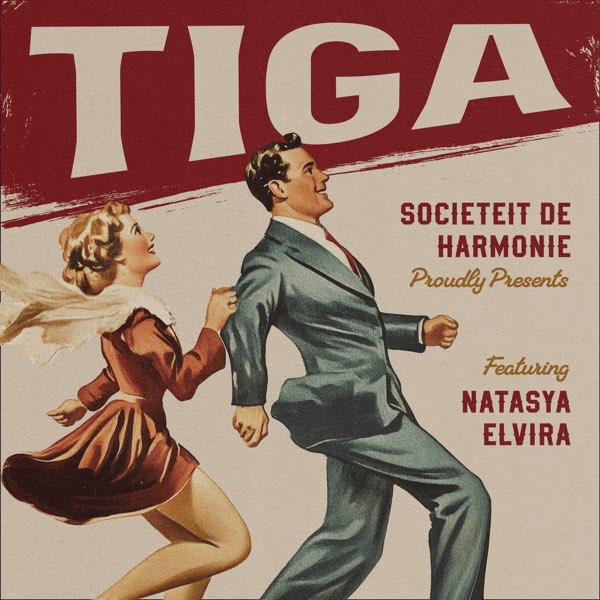 TIGA
SOCIETEIT DE
HARMONIE
Proudly Presents
Featuring
NATASYA
ELVIRA